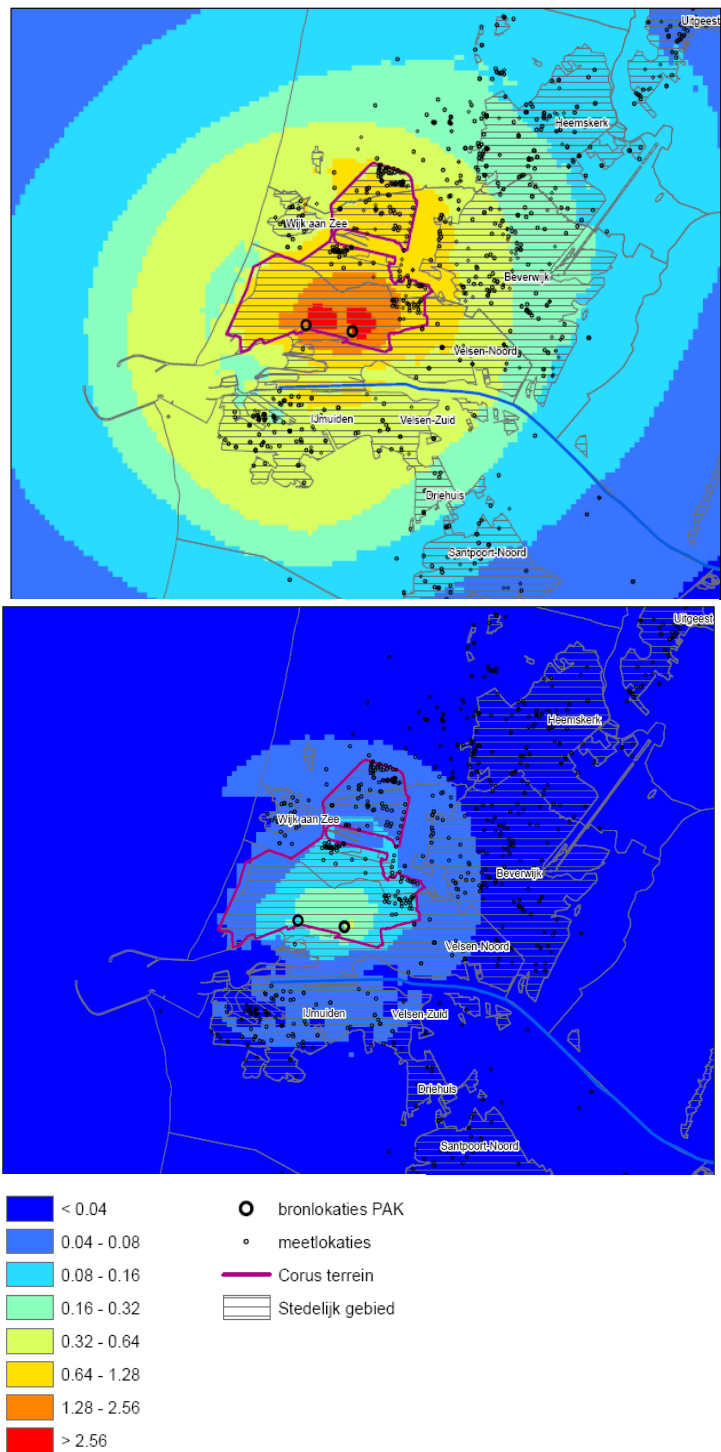 Uitgeest
Heemskerk
Wijk aan Zee
Beverwijk
Velsen-Noord
IJmuiden
Velsen-Zuid
Driehuis
Santpoort-Noord
Uitgeest
Heemskerk
Wijk aan Zee
Beverwijk
Velsen-Noord
IJmuiden
Velsen-Zuid
Driehuis
Santpoort-Noord
< 0.04
0.04 - 0.08
0.08 - 0.16
0.16 - 0.32
0.32 - 0.64
0.64 - 1.28
1.28 - 2.56
> 2.56
bronlokaties PAK
meetlokaties
Corus terrein
Stedelijk gebied